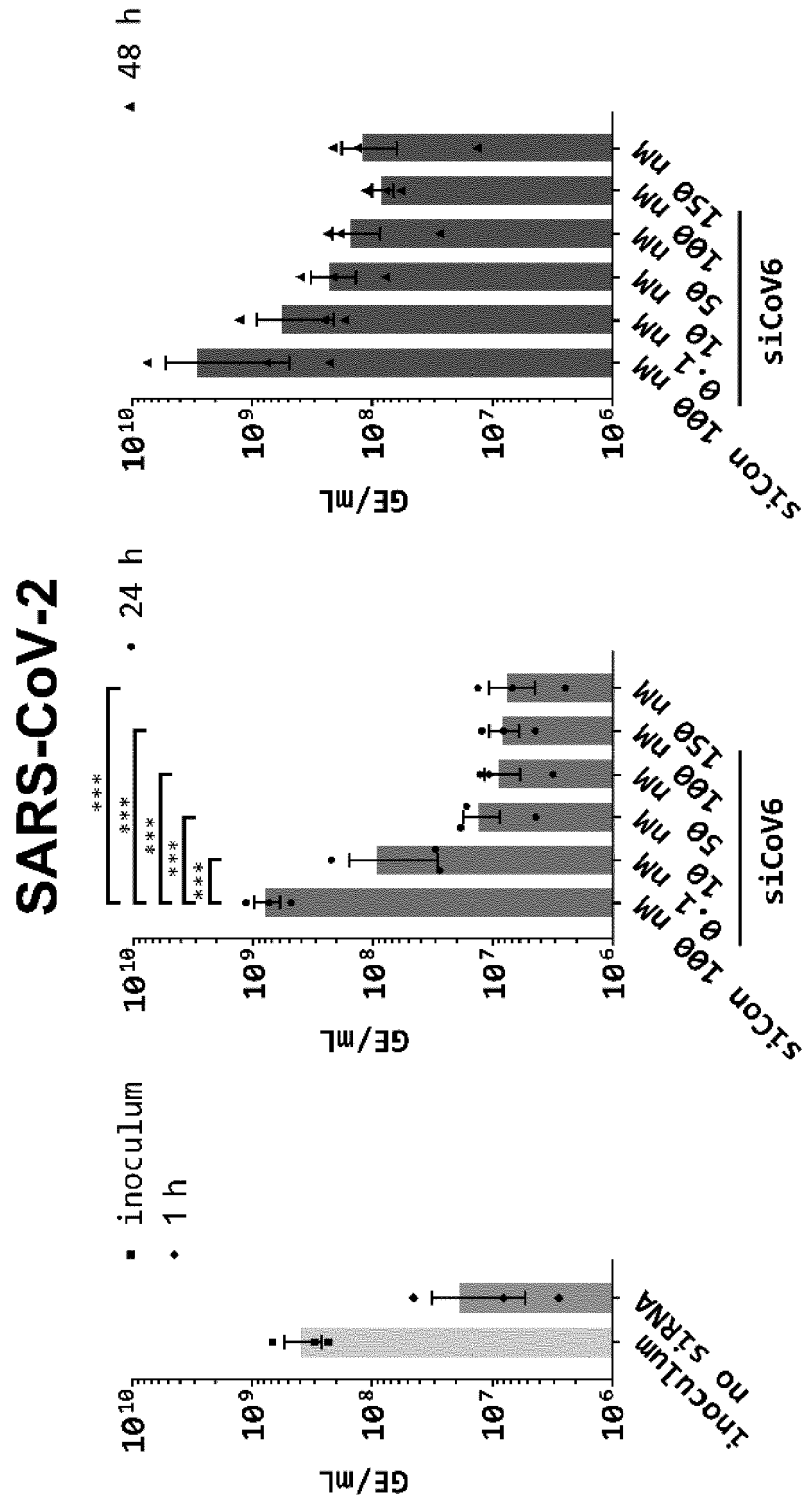 SARS-CoV-2
inoculum
1 h
GE/mL
10¹⁰
10⁹
10⁸
10⁷
10⁶
inoculum
no siRNA
24 h
***
***
***
***
***
GE/mL
10¹⁰
10⁹
10⁸
10⁷
10⁶
siCon 100 nM
0.1 nM
10 nM
50 nM
100 nM
150 nM
siCoV6
48 h
GE/mL
10¹⁰
10⁹
10⁸
10⁷
10⁶
siCon 100 nM
0.1 nM
10 nM
50 nM
100 nM
150 nM
siCoV6